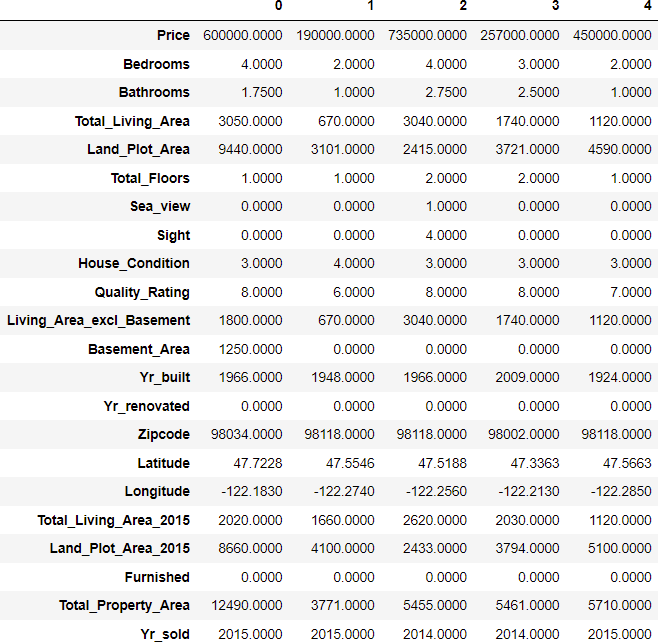 0 1 2 3 4
Price 600000.0000 190000.0000 735000.0000 257000.0000 450000.0000
Bedrooms 4.0000 2.0000 4.0000 3.0000 2.0000
Bathrooms 1.7500 1.0000 2.7500 2.5000 1.0000
Total_Living_Area 3050.0000 670.0000 3040.0000 1740.0000 1120.0000
Land_Plot_Area 9440.0000 3101.0000 2415.0000 3721.0000 4590.0000
Total_Floors 1.0000 1.0000 2.0000 2.0000 1.0000
Sea_view 0.0000 0.0000 1.0000 0.0000 0.0000
Sight 0.0000 0.0000 4.0000 0.0000 0.0000
House_Condition 3.0000 4.0000 3.0000 3.0000 3.0000
Quality_Rating 8.0000 6.0000 8.0000 8.0000 7.0000
Living_Area_excl_Basement 1800.0000 670.0000 3040.0000 1740.0000 1120.0000
Basement_Area 1250.0000 0.0000 0.0000 0.0000 0.0000
Yr_built 1966.0000 1948.0000 1966.0000 2009.0000 1924.0000
Yr_renovated 0.0000 0.0000 0.0000 0.0000 0.0000
Zipcode 98034.0000 98118.0000 98118.0000 98002.0000 98118.0000
Latitude 47.7228 47.5546 47.5188 47.3363 47.5663
Longitude -122.1830 -122.2740 -122.2560 -122.2130 -122.2850
Total_Living_Area_2015 2020.0000 1660.0000 2620.0000 2030.0000 1120.0000
Land_Plot_Area_2015 8660.0000 4100.0000 2433.0000 3794.0000 5100.0000
Furnished 0.0000 0.0000 0.0000 0.0000 0.0000
Total_Property_Area 12490.0000 3771.0000 5455.0000 5461.0000 5710.0000
Yr_sold 2015.0000 2015.0000 2014.0000 2014.0000 2015.0000